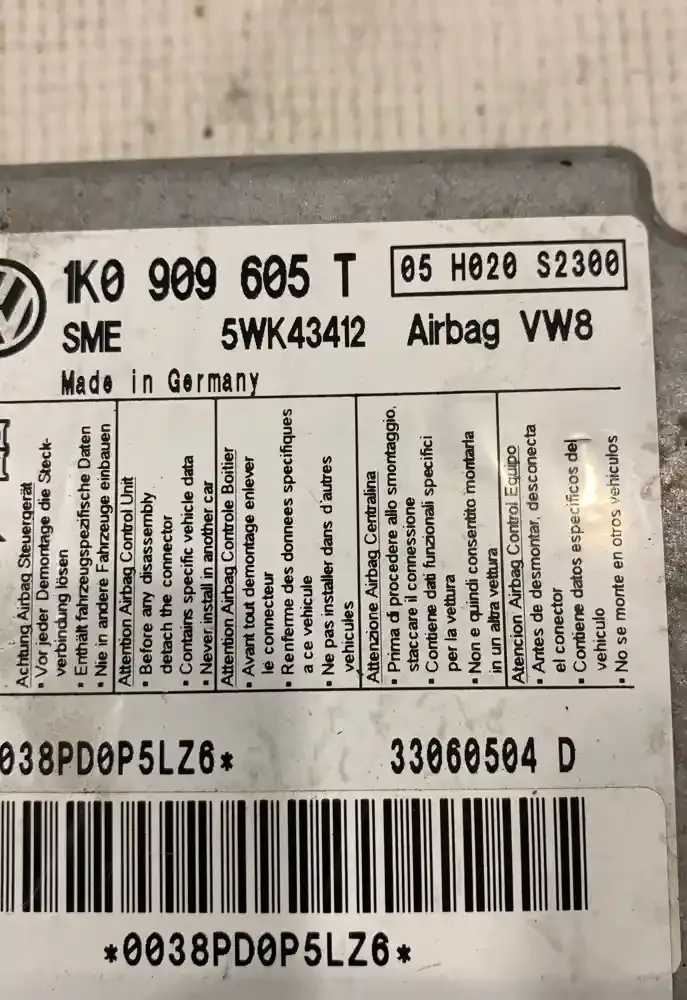 1K0 909 605 T
05 H020 S2300
SME 5WK43412 Airbag VW8
Made in Germany
Achtung Airbag Steuergerät
• Vor jeder Demontage die Steck-
verbindung lösen
• Enthält fahrzeugspezifische Daten
• Nie in andere Fahrzeuge einbauen
Attention Airbag Control Unit
• Before any disassembly
detach the connector
• Contains specific vehicle data
• Never install in another car
Attention Airbag Controle Boitier
• Avant tout demontage enlever
le connecteur
• Renferme des donnees specifiques
a ce vehicule
• Ne pas installer dans d'autres
vehicules
Attenzione Airbag Centralina
• Prima di procedere allo smontaggio,
staccare il connessione
• Contiene dati funzionali specifici
per la vettura
• Non e quindi consentito montarla
in un altra vettura
Atencion Airbag Control Equipo
• Antes de desmontar, desconecta
el conector
• Contiene datos especificos del
vehiculo
• No se monte en otros vehiculos
038PD0P5LZ6*
33060504 D
*0038PD0P5LZ6*